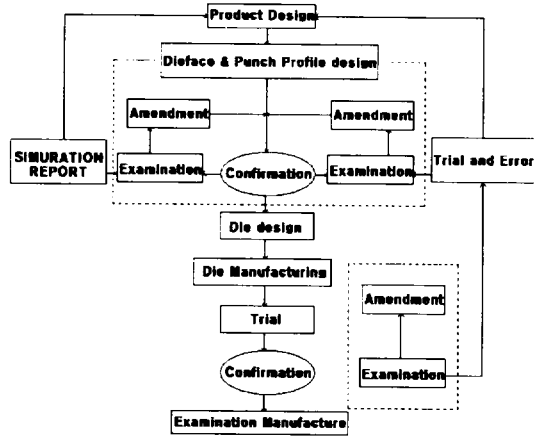 Product Design
Dieface & Punch Profile design
Amendment
Amendment
SIMURATION
REPORT
Examination
Confirmation
Examination
Trial and Error
Die design
Die Manufacturing
Amendment
Trial
Confirmation
Examination
Examination Manufacture